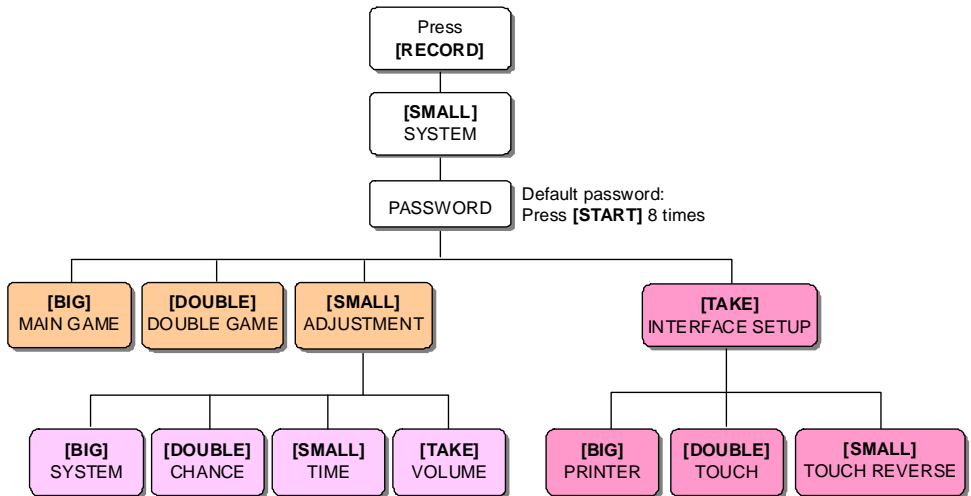 Press
[RECORD]
[SMALL]
SYSTEM
PASSWORD
Default password:
Press [START] 8 times
[BIG]
MAIN GAME
[DOUBLE]
DOUBLE GAME
[SMALL]
ADJUSTMENT
[TAKE]
INTERFACE SETUP
[BIG]
SYSTEM
[DOUBLE]
CHANCE
[SMALL]
TIME
[TAKE]
VOLUME
[BIG]
PRINTER
[DOUBLE]
TOUCH
[SMALL]
TOUCH REVERSE